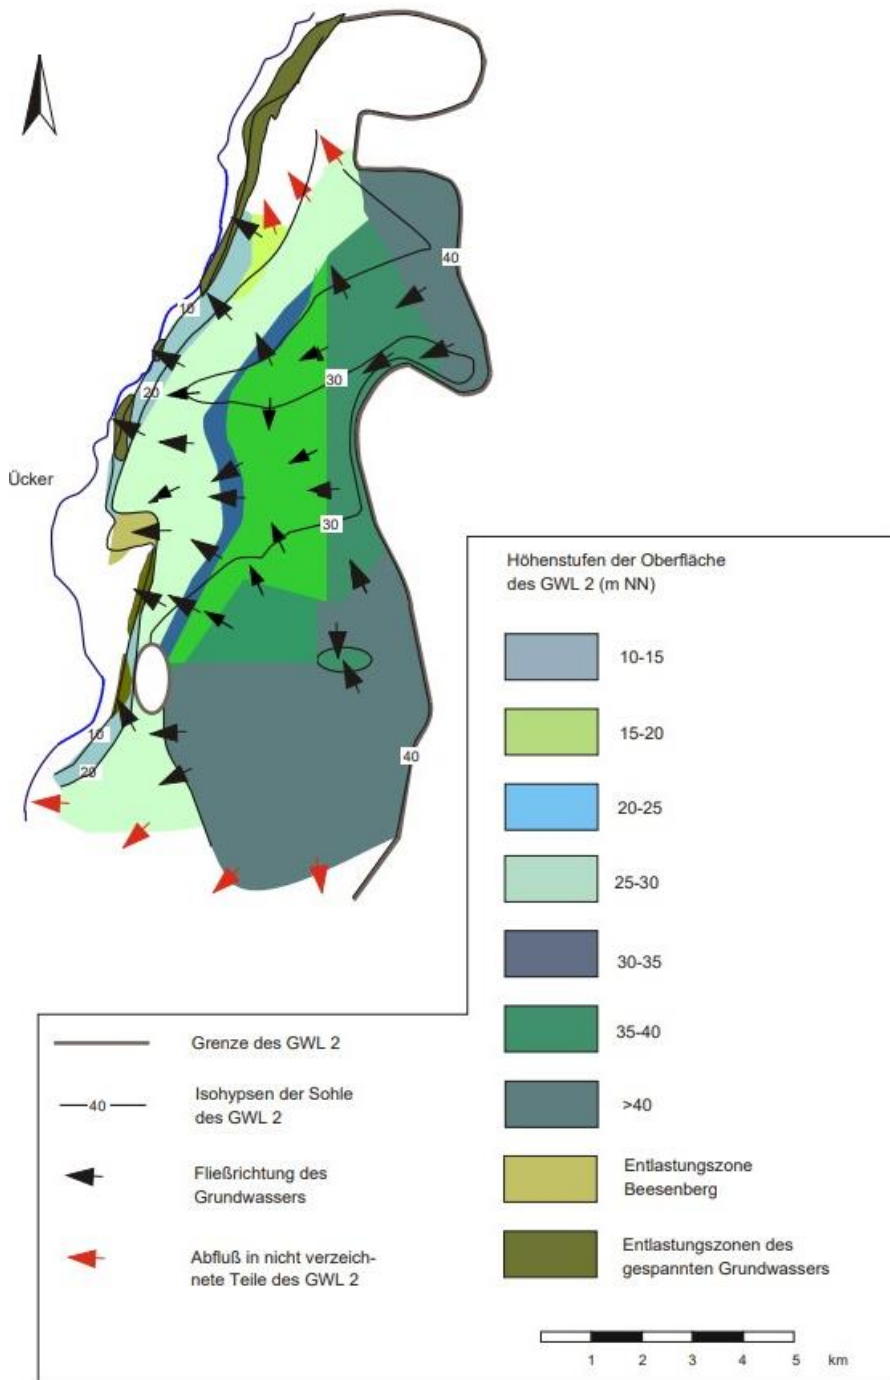 40
10
30
20
Ücker
30
10
40
20
Höhenstufen der Oberfläche
des GWL 2 (m NN)
10-15
15-20
20-25
25-30
30-35
35-40
>40
Entlastungszone
Beesenberg
Entlastungszonen des
gespannten Grundwassers
Grenze des GWL 2
40
Isohypsen der Sohle
des GWL 2
Fließrichtung des
Grundwassers
Abfluß in nicht verzeich-
nete Teile des GWL 2
1 2 3 4 5 km